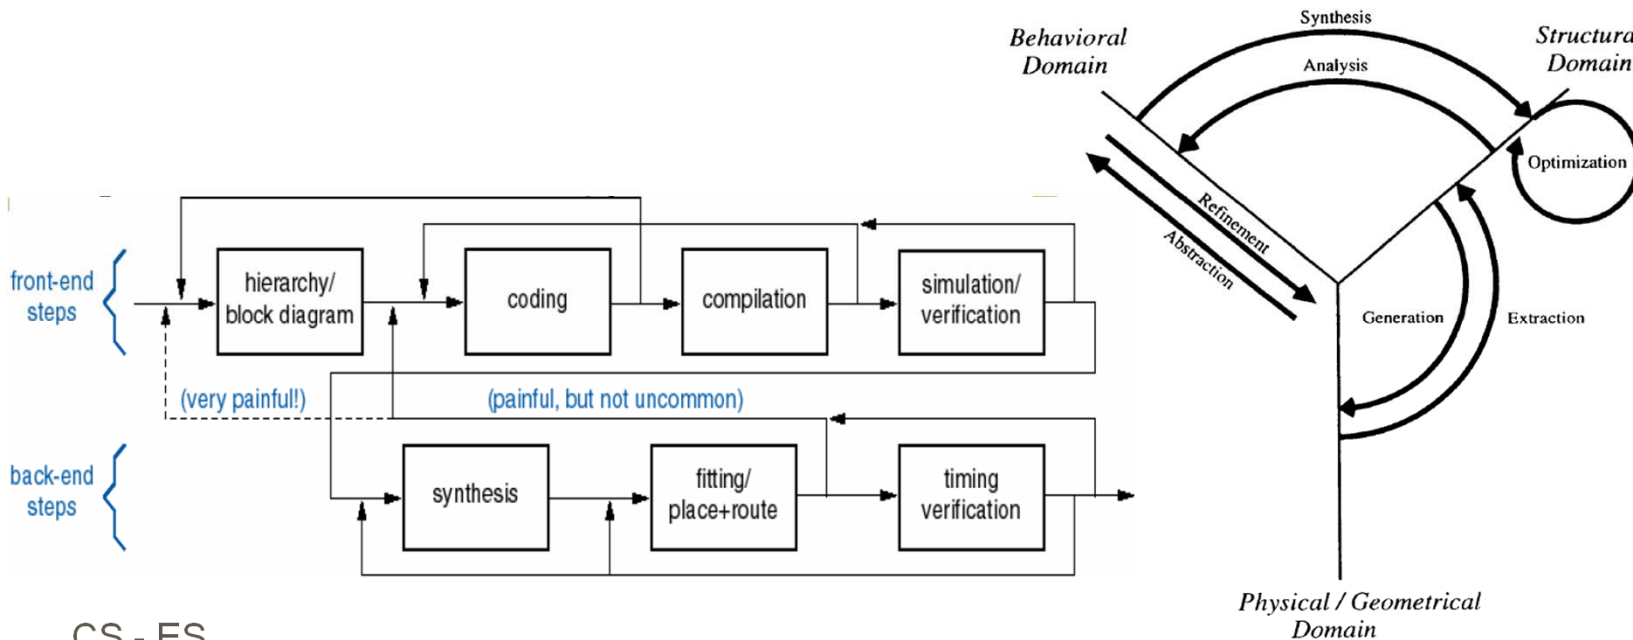 Synthesis
Behavioral
Domain
Structura
Domain
Analysis
Optimization
Refinement
Abstraction
Generation
Extraction
Physical / Geometrical
Domain
front-end
steps
hierarchy/
block diagram
coding
compilation
simulation/
verification
(very painful!)
(painful, but not uncommon)
back-end
steps
synthesis
fitting/
place+route
timing
verification
CS - ES